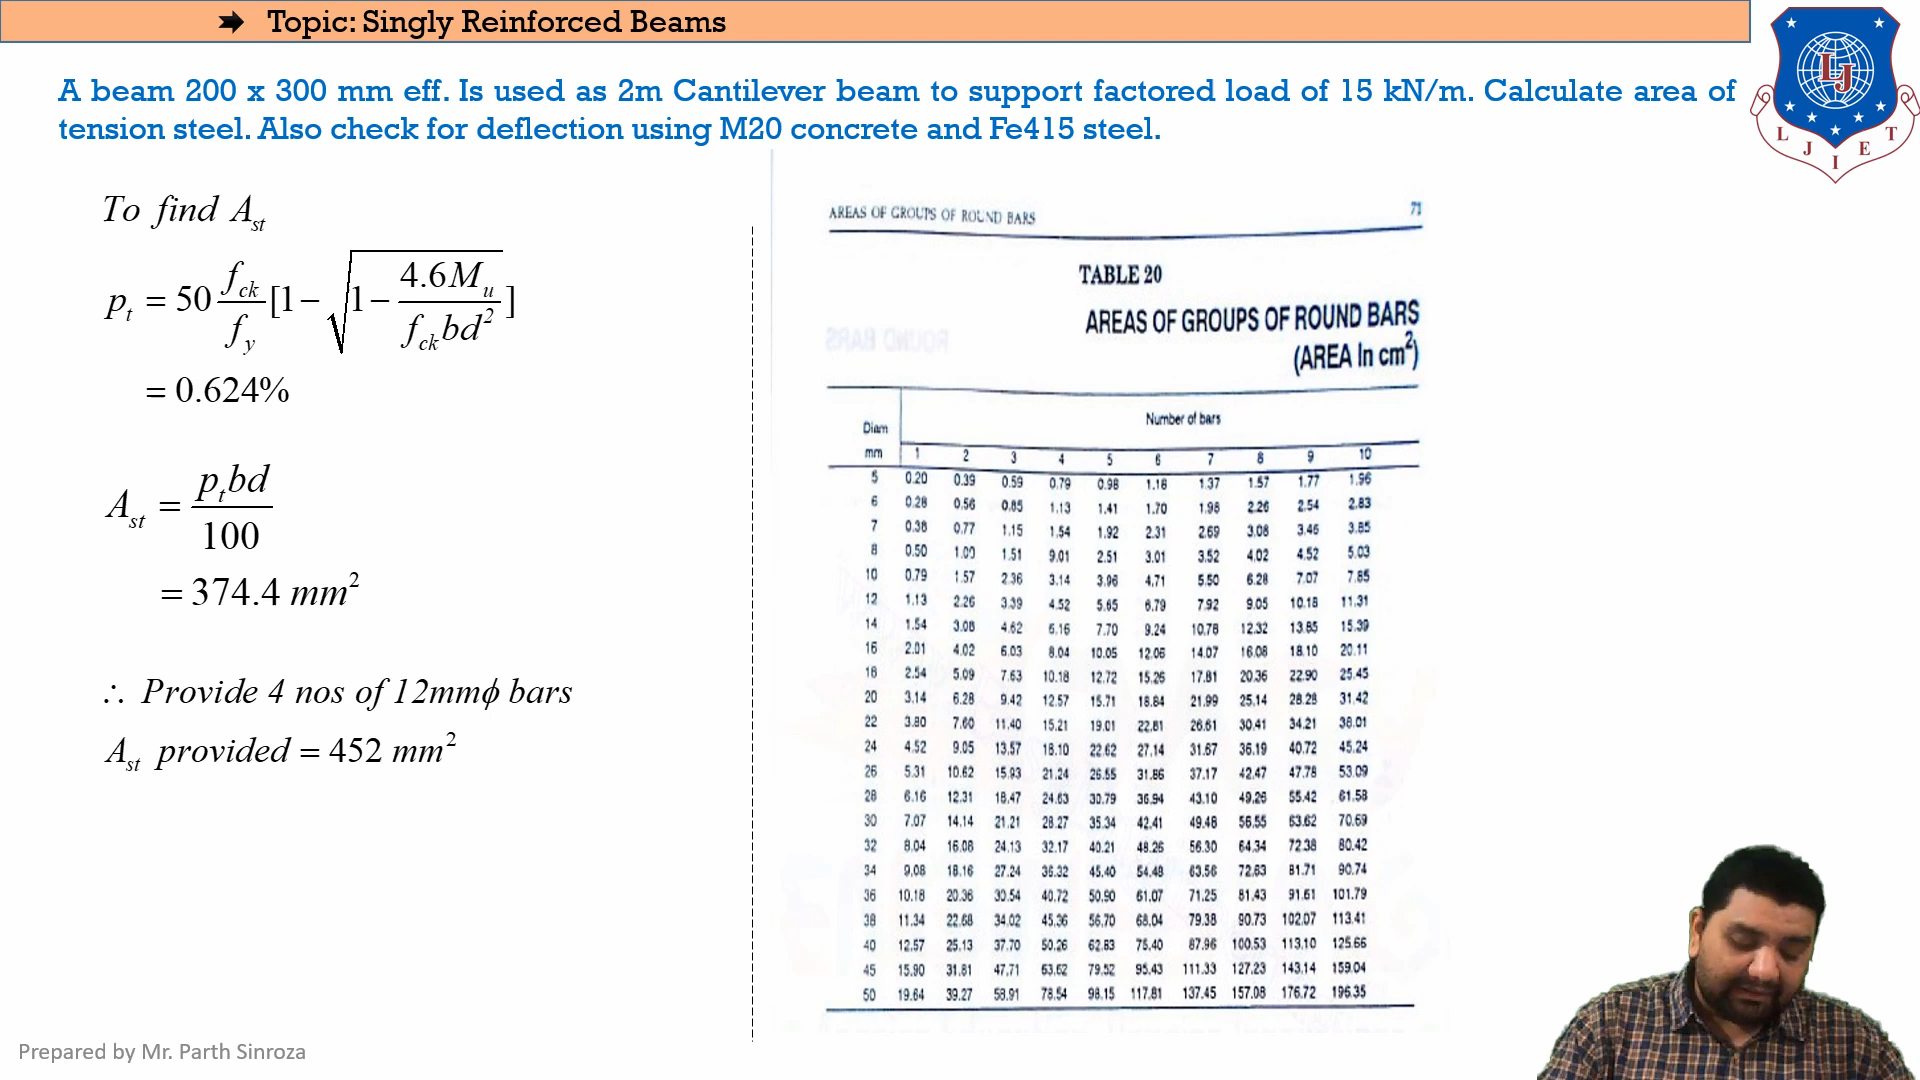 ➡ Topic: Singly Reinforced Beams
A beam 200 x 300 mm eff. Is used as 2m Cantilever beam to support factored load of 15 kN/m. Calculate area of
tension steel. Also check for deflection using M20 concrete and Fe415 steel.
L J I E T
LJ
To find A_st
p_t = 50 f_ck/f_y [1 − √(1 − 4.6M_u/(f_ck bd²))]
= 0.624%
A_st = p_t bd/100
= 374.4 mm²
∴ Provide 4 nos of 12mmϕ bars
A_st provided = 452 mm²
AREAS OF GROUPS OF ROUND BARS 71
TABLE 20
AREAS OF GROUPS OF ROUND BARS
(AREA In cm²)
Diam Number of bars
mm 1 2 3 4 5 6 7 8 9 10
5 0.20 0.39 0.59 0.79 0.98 1.18 1.37 1.57 1.77 1.96
6 0.28 0.56 0.85 1.13 1.41 1.70 1.98 2.26 2.54 2.83
7 0.38 0.77 1.15 1.54 1.92 2.31 2.69 3.08 3.46 3.85
8 0.50 1.00 1.51 9.01 2.51 3.01 3.52 4.02 4.52 5.03
10 0.79 1.57 2.36 3.14 3.96 4.71 5.50 6.28 7.07 7.85
12 1.13 2.26 3.39 4.52 5.65 6.79 7.92 9.05 10.18 11.31
14 1.54 3.08 4.62 6.16 7.70 9.24 10.78 12.32 13.85 15.39
16 2.01 4.02 6.03 8.04 10.05 12.06 14.07 16.08 18.10 20.11
18 2.54 5.09 7.63 10.18 12.72 15.26 17.81 20.36 22.90 25.45
20 3.14 6.28 9.42 12.57 15.71 18.84 21.99 25.14 28.28 31.42
22 3.80 7.60 11.40 15.21 19.01 22.81 26.61 30.41 34.21 38.01
24 4.52 9.05 13.57 18.10 22.62 27.14 31.67 36.19 40.72 45.24
26 5.31 10.62 15.93 21.24 26.55 31.86 37.17 42.47 47.78 53.09
28 6.16 12.31 18.47 24.63 30.79 36.94 43.10 49.26 55.42 61.58
30 7.07 14.14 21.21 28.27 35.34 42.41 49.48 56.55 63.62 70.69
32 8.04 16.08 24.13 32.17 40.21 48.26 56.30 64.34 72.38 80.42
34 9.08 18.16 27.24 36.32 45.40 54.48 63.56 72.63 81.71 90.74
36 10.18 20.36 30.54 40.72 50.90 61.07 71.25 81.43 91.61 101.79
38 11.34 22.68 34.02 45.36 56.70 68.04 79.38 90.73 102.07 113.41
40 12.57 25.13 37.70 50.26 62.83 75.40 87.96 100.53 113.10 125.66
45 15.90 31.81 47.71 63.62 79.52 95.43 111.33 127.23 143.14 159.04
50 19.64 39.27 58.91 78.54 98.15 117.81 137.45 157.08 176.72 196.35
Prepared by Mr. Parth Sinroza